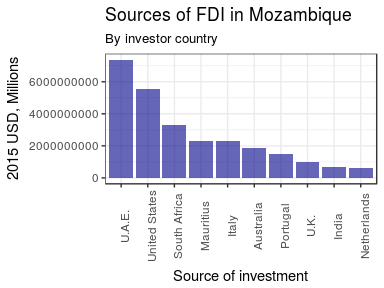 Sources of FDI in Mozambique
By investor country
2015 USD, Millions
6000000000
4000000000
2000000000
0
U.A.E.
United States
South Africa
Mauritius
Italy
Australia
Portugal
U.K.
India
Netherlands
Source of investment